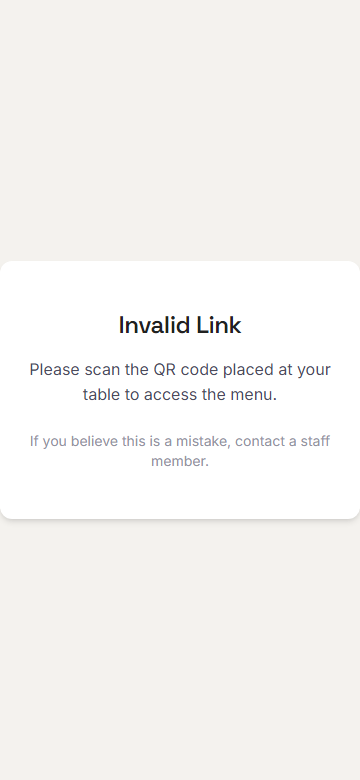 Invalid Link
Please scan the QR code placed at your
table to access the menu.
If you believe this is a mistake, contact a staff
member.